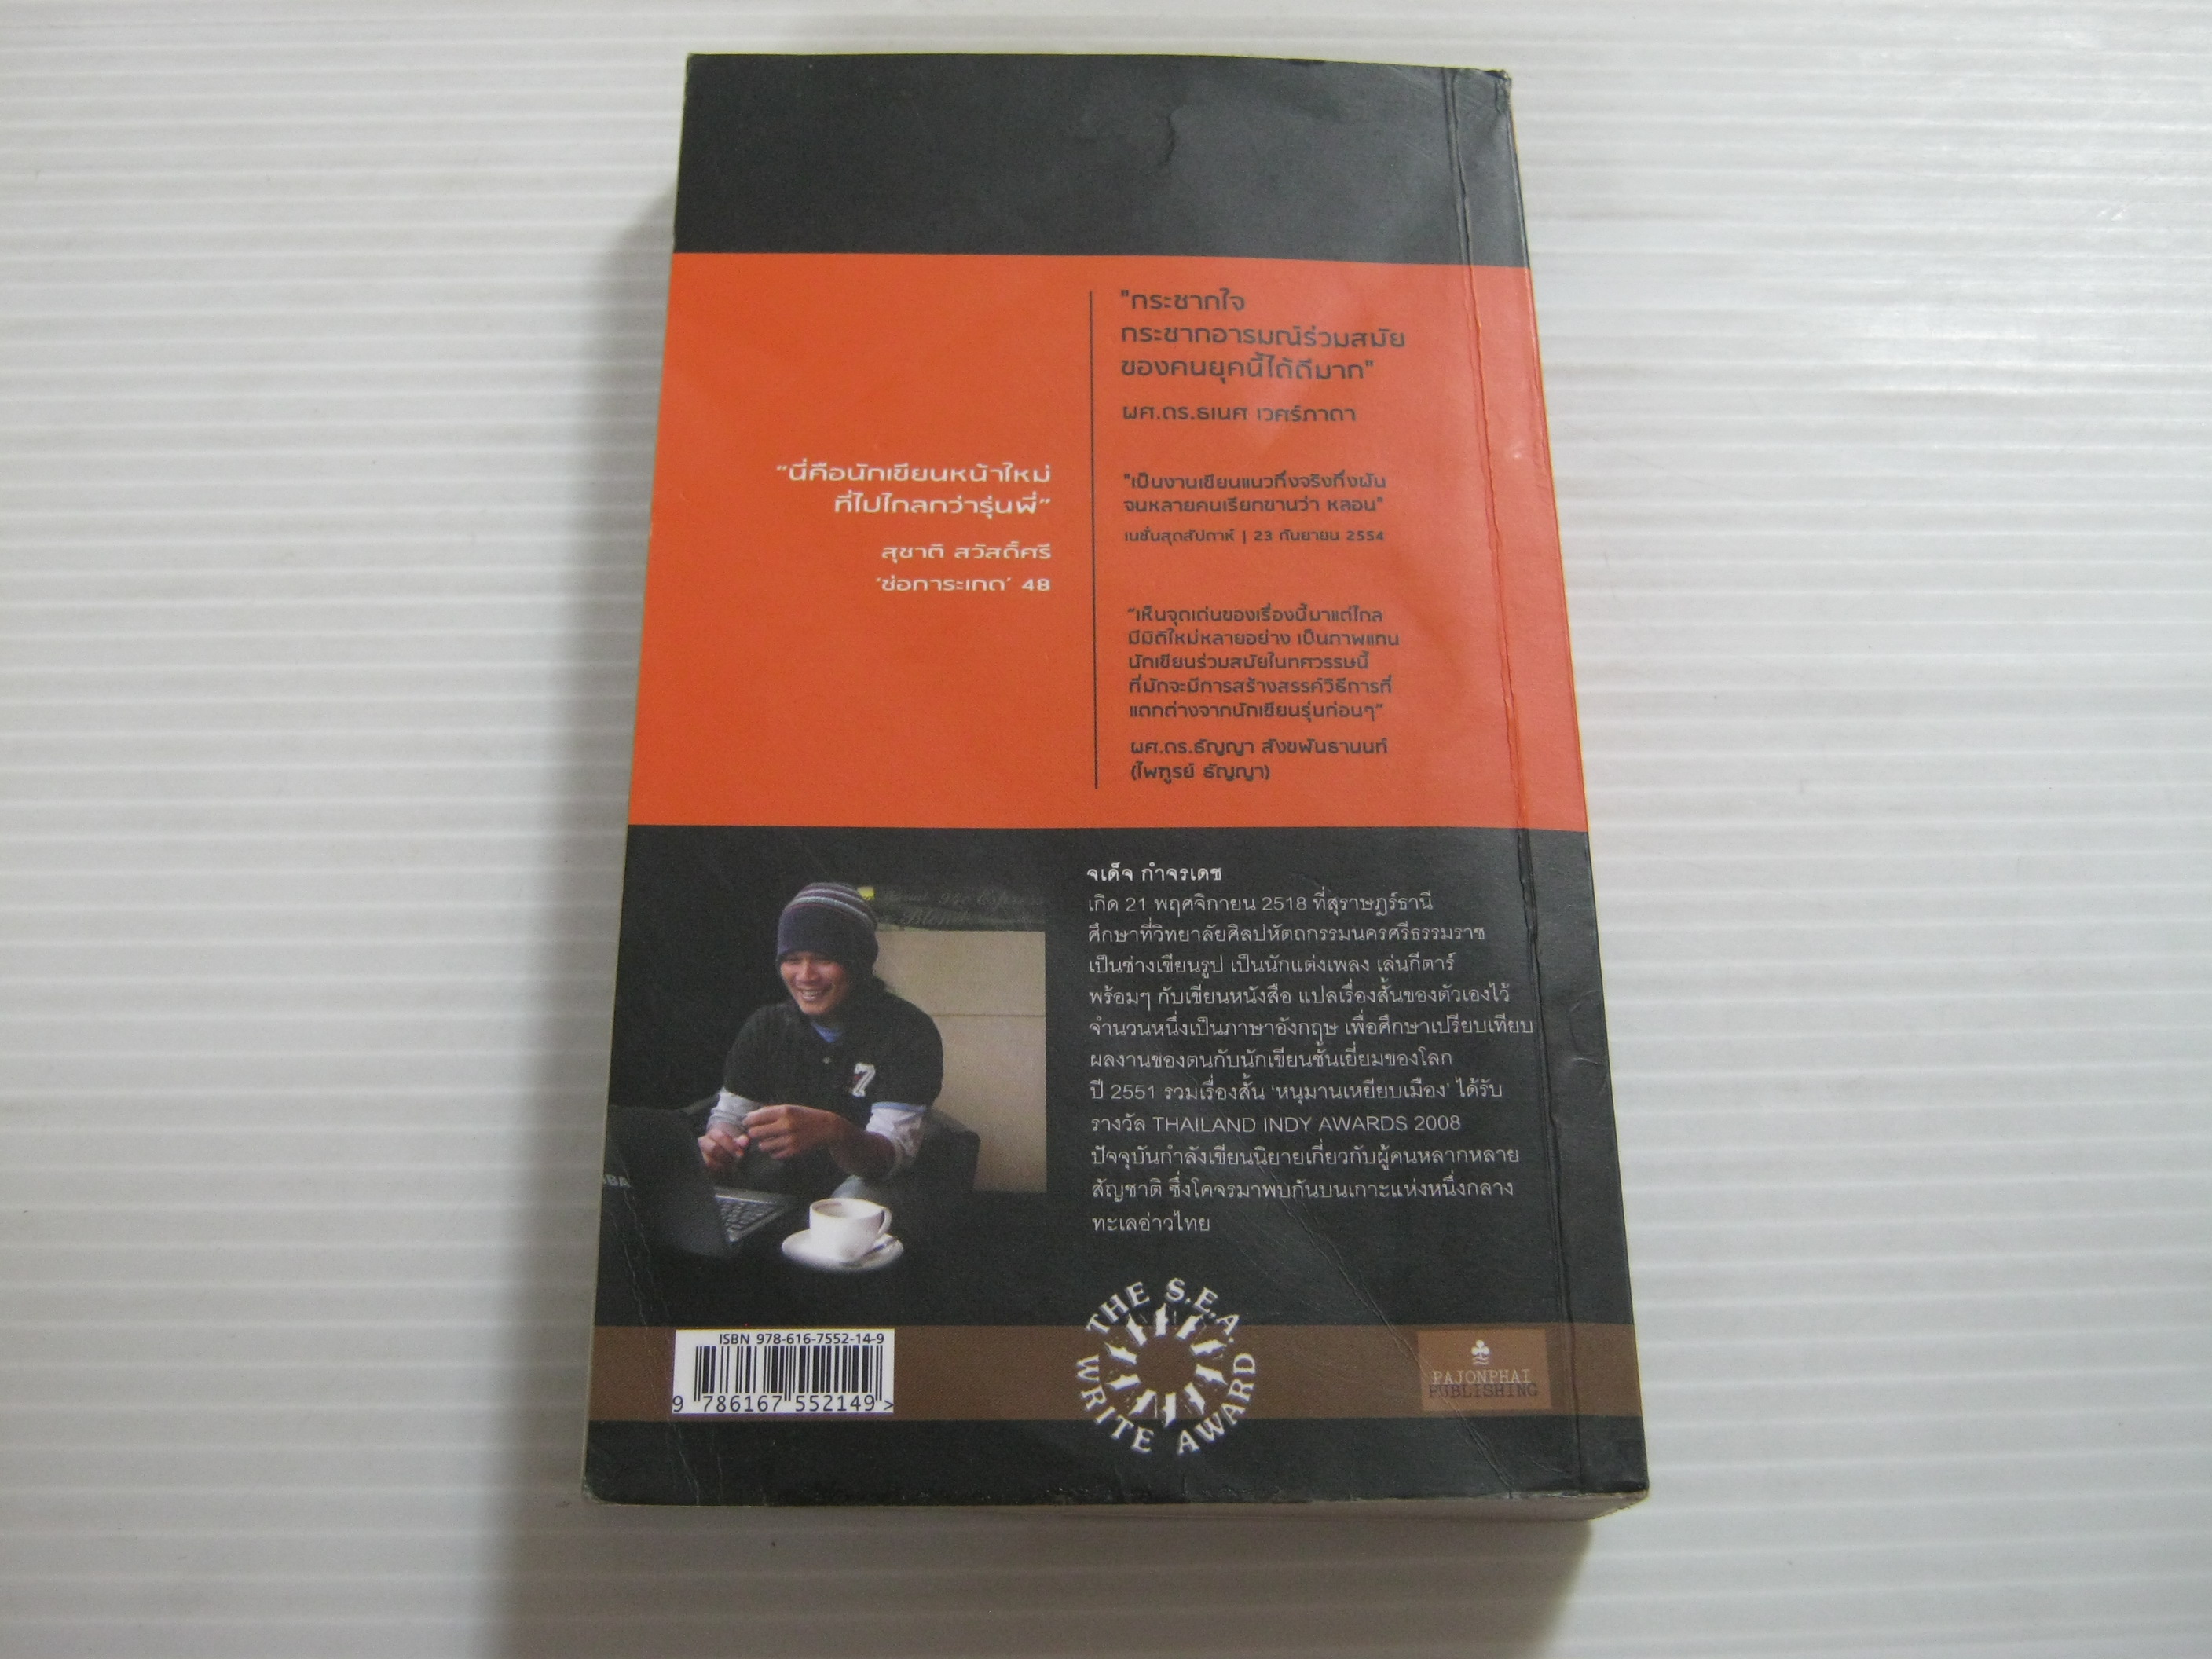 "กระชากใจ
กระชากอารมณ์ร่วมสมัย
ของคนยุคนี้ได้ดีมาก"
ผศ.ดร.ธเนศ เวศร์ภาดา
"นี่คือนักเขียนหน้าใหม่
ที่ไปไกลกว่ารุ่นพี่"
สุชาติ สวัสดิ์ศรี
'ช่อการะเกด' 48
"เป็นงานเขียนแนวกึ่งจริงกึ่งฝัน
จนหลายคนเรียกขานว่า หลอน"
เนชั่นสุดสัปดาห์ | 23 กันยายน 2554
"เห็นจุดเด่นของเรื่องนี้มาแต่ไกล
มีมิติใหม่หลายอย่าง เป็นภาพแทน
นักเขียนร่วมสมัยในทศวรรษนี้
ที่มักจะมีการสร้างสรรค์วิธีการที่
แตกต่างจากนักเขียนรุ่นก่อนๆ"
ผศ.ดร.ธัญญา สังขพันธานนท์
(ไพฑูรย์ ธัญญา)
จเด็จ กำจรเดช
เกิด 21 พฤศจิกายน 2518 ที่สุราษฎร์ธานี
ศึกษาที่วิทยาลัยศิลปหัตถกรรมนครศรีธรรมราช
เป็นช่างเขียนรูป เป็นนักแต่งเพลง เล่นกีตาร์
พร้อมๆ กับเขียนหนังสือ แปลเรื่องสั้นของตัวเองไว้
จำนวนหนึ่งเป็นภาษาอังกฤษ เพื่อศึกษาเปรียบเทียบ
ผลงานของตนกับนักเขียนชั้นเยี่ยมของโลก
ปี 2551 รวมเรื่องสั้น 'หนุมานเหยียบเมือง' ได้รับ
รางวัล THAILAND INDY AWARDS 2008
ปัจจุบันกำลังเขียนนิยายเกี่ยวกับผู้คนหลากหลาย
สัญชาติ ซึ่งโคจรมาพบกันบนเกาะแห่งหนึ่งกลาง
ทะเลอ่าวไทย
7
ISBN 978-616-7552-14-9
9 786167 552149 >
THE S.E.A.
WRITE AWARD
PAJONPHAI
PUBLISHING